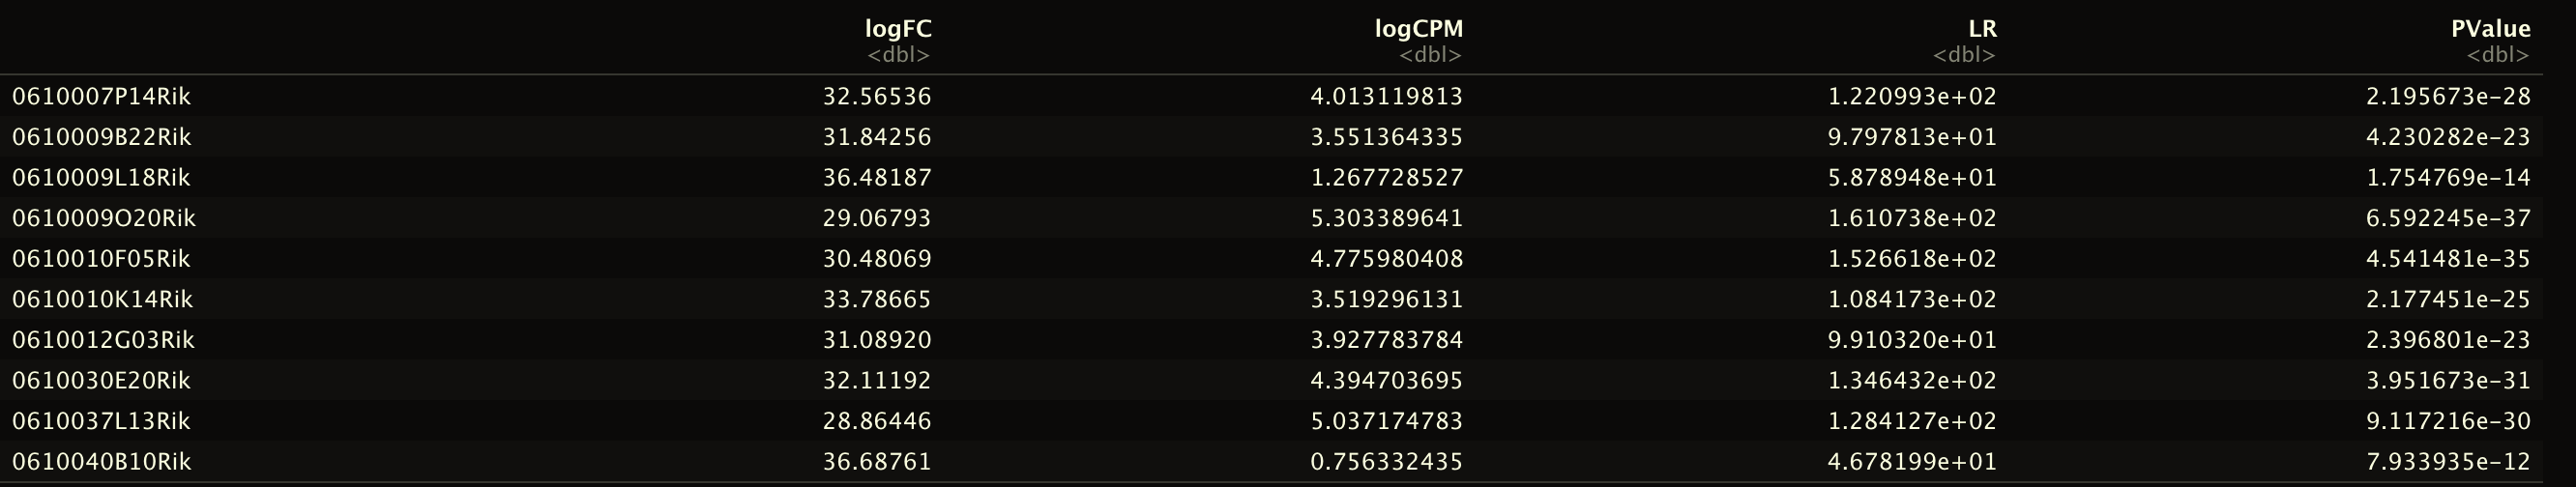 logFC logCPM LR PValue
<dbl> <dbl> <dbl> <dbl>
0610007P14Rik 32.56536 4.013119813 1.220993e+02 2.195673e-28
0610009B22Rik 31.84256 3.551364335 9.797813e+01 4.230282e-23
0610009L18Rik 36.48187 1.267728527 5.878948e+01 1.754769e-14
0610009O20Rik 29.06793 5.303389641 1.610738e+02 6.592245e-37
0610010F05Rik 30.48069 4.775980408 1.526618e+02 4.541481e-35
0610010K14Rik 33.78665 3.519296131 1.084173e+02 2.177451e-25
0610012G03Rik 31.08920 3.927783784 9.910320e+01 2.396801e-23
0610030E20Rik 32.11192 4.394703695 1.346432e+02 3.951673e-31
0610037L13Rik 28.86446 5.037174783 1.284127e+02 9.117216e-30
0610040B10Rik 36.68761 0.756332435 4.678199e+01 7.933935e-12